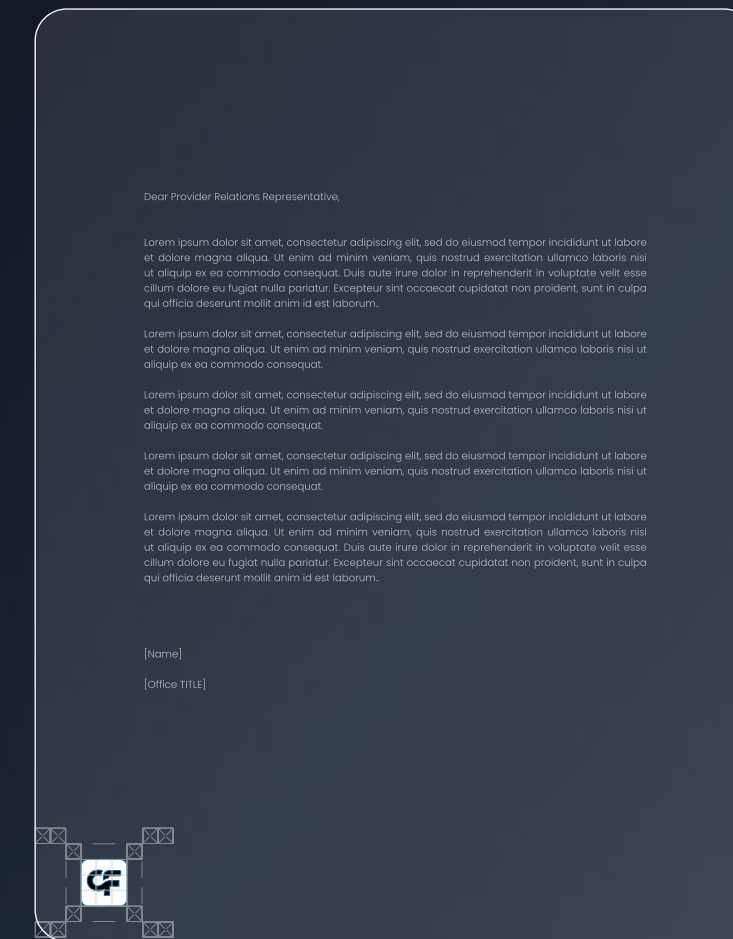 Dear Provider Relations Representative,
Lorem ipsum dolor sit amet, consectetur adipiscing elit, sed do eiusmod tempor incididunt ut labore
et dolore magna aliqua. Ut enim ad minim veniam, quis nostrud exercitation ullamco laboris nisi
ut aliquip ex ea commodo consequat. Duis aute irure dolor in reprehenderit in voluptate velit esse
cillum dolore eu fugiat nulla pariatur. Excepteur sint occaecat cupidatat non proident, sunt in culpa
qui officia deserunt mollit anim id est laborum..
Lorem ipsum dolor sit amet, consectetur adipiscing elit, sed do eiusmod tempor incididunt ut labore
et dolore magna aliqua. Ut enim ad minim veniam, quis nostrud exercitation ullamco laboris nisi ut
aliquip ex ea commodo consequat.
Lorem ipsum dolor sit amet, consectetur adipiscing elit, sed do eiusmod tempor incididunt ut labore
et dolore magna aliqua. Ut enim ad minim veniam, quis nostrud exercitation ullamco laboris nisi ut
aliquip ex ea commodo consequat.
Lorem ipsum dolor sit amet, consectetur adipiscing elit, sed do eiusmod tempor incididunt ut labore
et dolore magna aliqua. Ut enim ad minim veniam, quis nostrud exercitation ullamco laboris nisi ut
aliquip ex ea commodo consequat.
Lorem ipsum dolor sit amet, consectetur adipiscing elit, sed do eiusmod tempor incididunt ut labore
et dolore magna aliqua. Ut enim ad minim veniam, quis nostrud exercitation ullamco laboris nisi
ut aliquip ex ea commodo consequat. Duis aute irure dolor in reprehenderit in voluptate velit esse
cillum dolore eu fugiat nulla pariatur. Excepteur sint occaecat cupidatat non proident, sunt in culpa
qui officia deserunt mollit anim id est laborum..
[Name]
[Office TITLE]